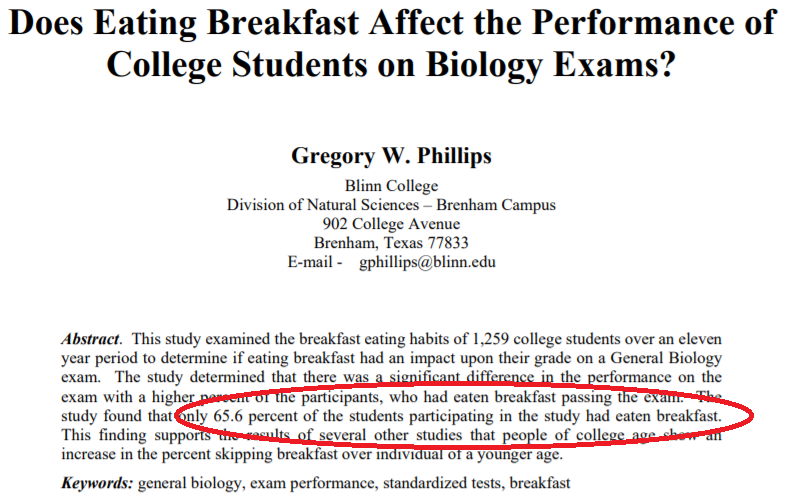 Does Eating Breakfast Affect the Performance of
College Students on Biology Exams?
Gregory W. Phillips
Blinn College
Division of Natural Sciences – Brenham Campus
902 College Avenue
Brenham, Texas 77833
E-mail - gphillips@blinn.edu
Abstract. This study examined the breakfast eating habits of 1,259 college students over an eleven
year period to determine if eating breakfast had an impact upon their grade on a General Biology
exam. The study determined that there was a significant difference in the performance on the
exam with a higher percent of the participants, who had eaten breakfast passing the exam. The
study found that only 65.6 percent of the students participating in the study had eaten breakfast.
This finding supports the results of several other studies that people of college age show an
increase in the percent skipping breakfast over individual of a younger age.
Keywords: general biology, exam performance, standardized tests, breakfast